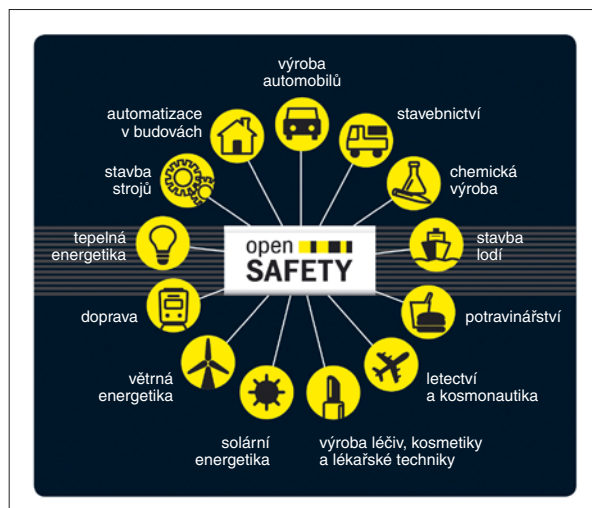 výroba
automobilů
stavebnictví
chemická
výroba
stavba
lodí
potravinářství
letectví
a kosmonautika
výroba léčiv, kosmetiky
a lékařské techniky
solární
energetika
větrná
energetika
doprava
tepelná
energetika
stavba
strojů
automatizace
v budovách
open
SAFETY